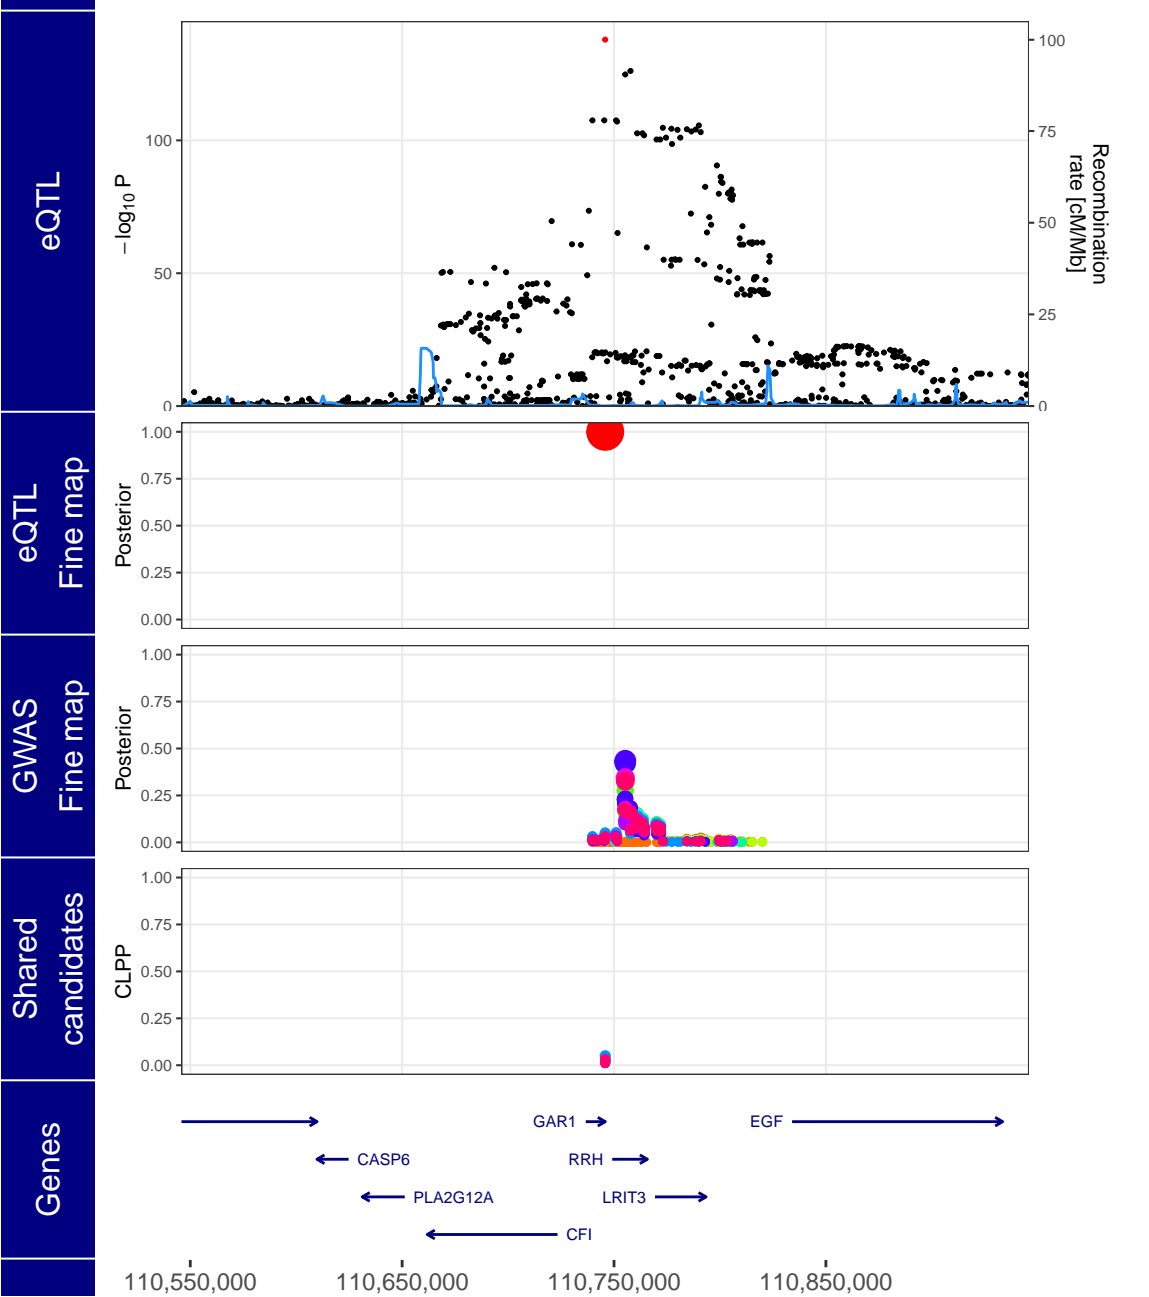 eQTL
−log10 P
100
50
0
100
75
50
25
0
Recombination
rate [cM/Mb]
eQTL
Fine map
Posterior
1.00
0.75
0.50
0.25
0.00
GWAS
Fine map
Posterior
1.00
0.75
0.50
0.25
0.00
Shared
candidates
CLPP
1.00
0.75
0.50
0.25
0.00
Genes
GAR1
EGF
CASP6
RRH
PLA2G12A
LRIT3
CFI
110,550,000
110,650,000
110,750,000
110,850,000